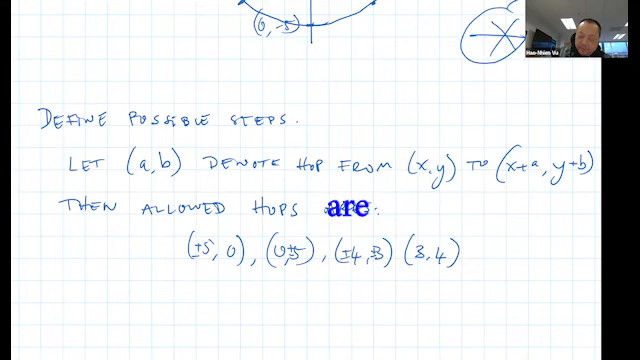 (0, -5)
Hao-Nhien Vu
DEFINE POSSIBLE STEPS.
LET (a, b) DENOTE HOP FROM (x, y) TO (x+a, y+b)
THEN ALLOWED HOPS are:
(±5, 0), (0, ±5), (±4, ±3) (3, 4)